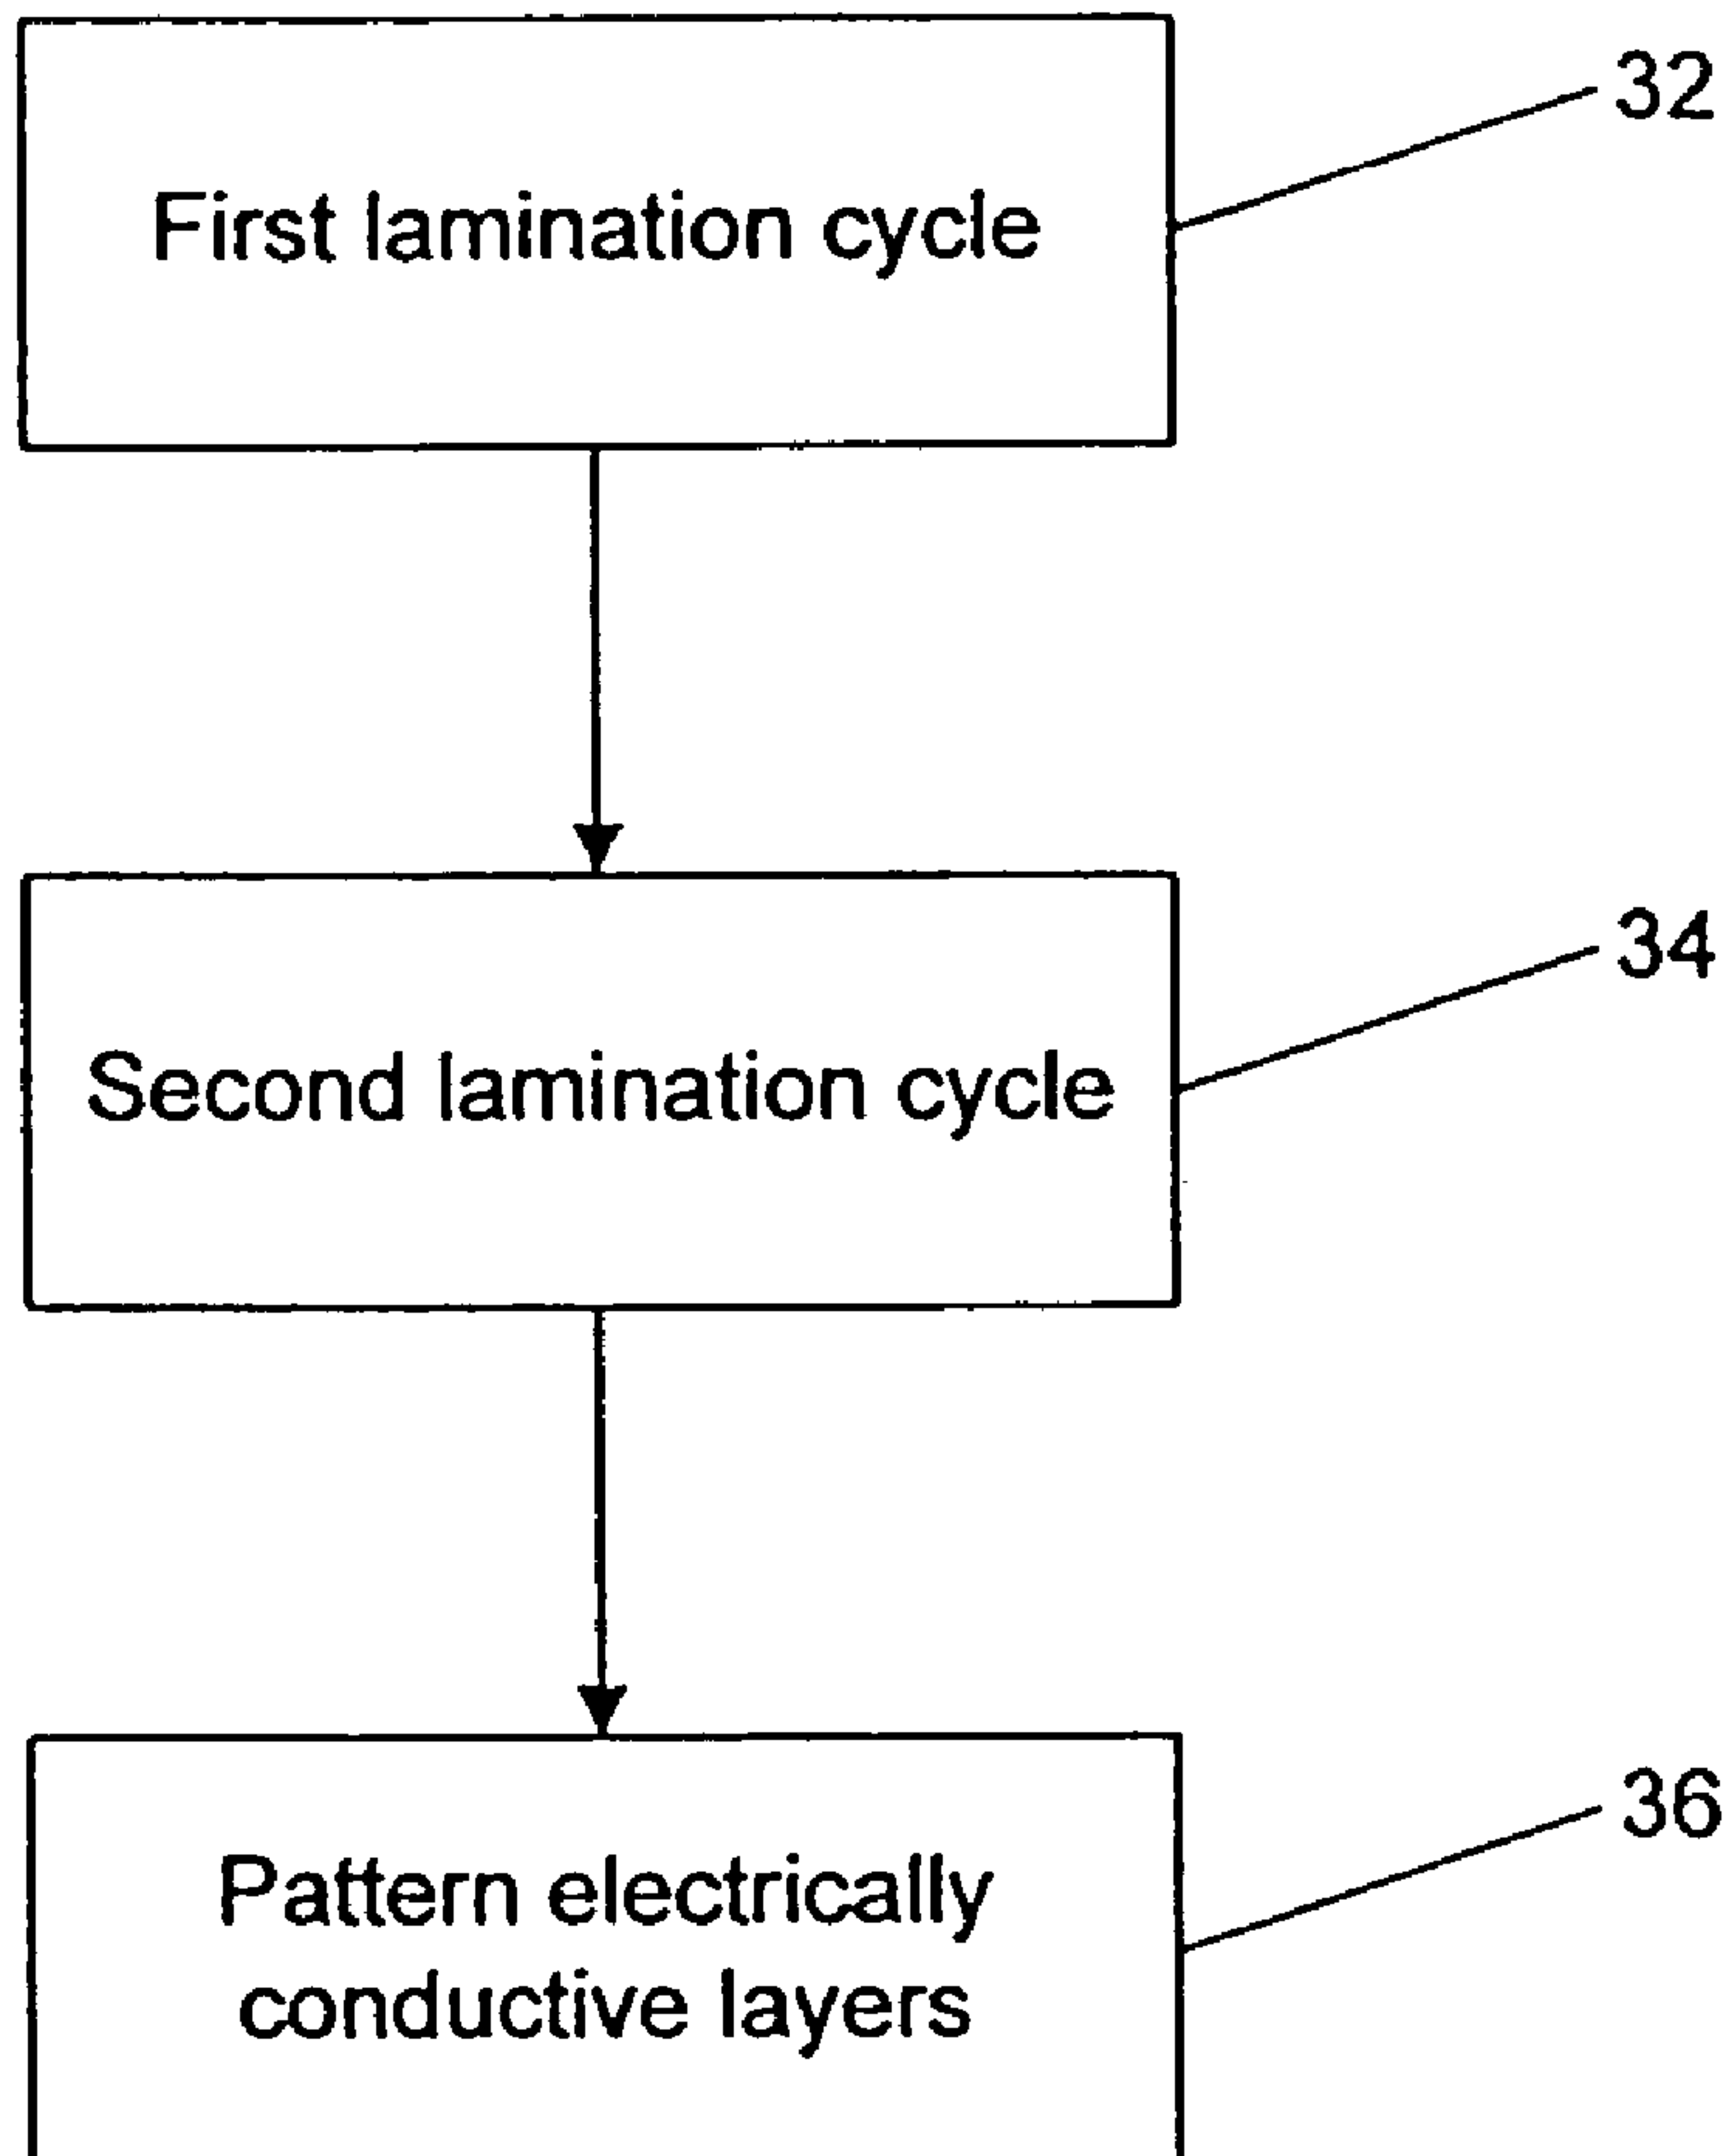 32
First lamination cycle
34
Second lamination cycle
36
Pattern electrically
conductive layers